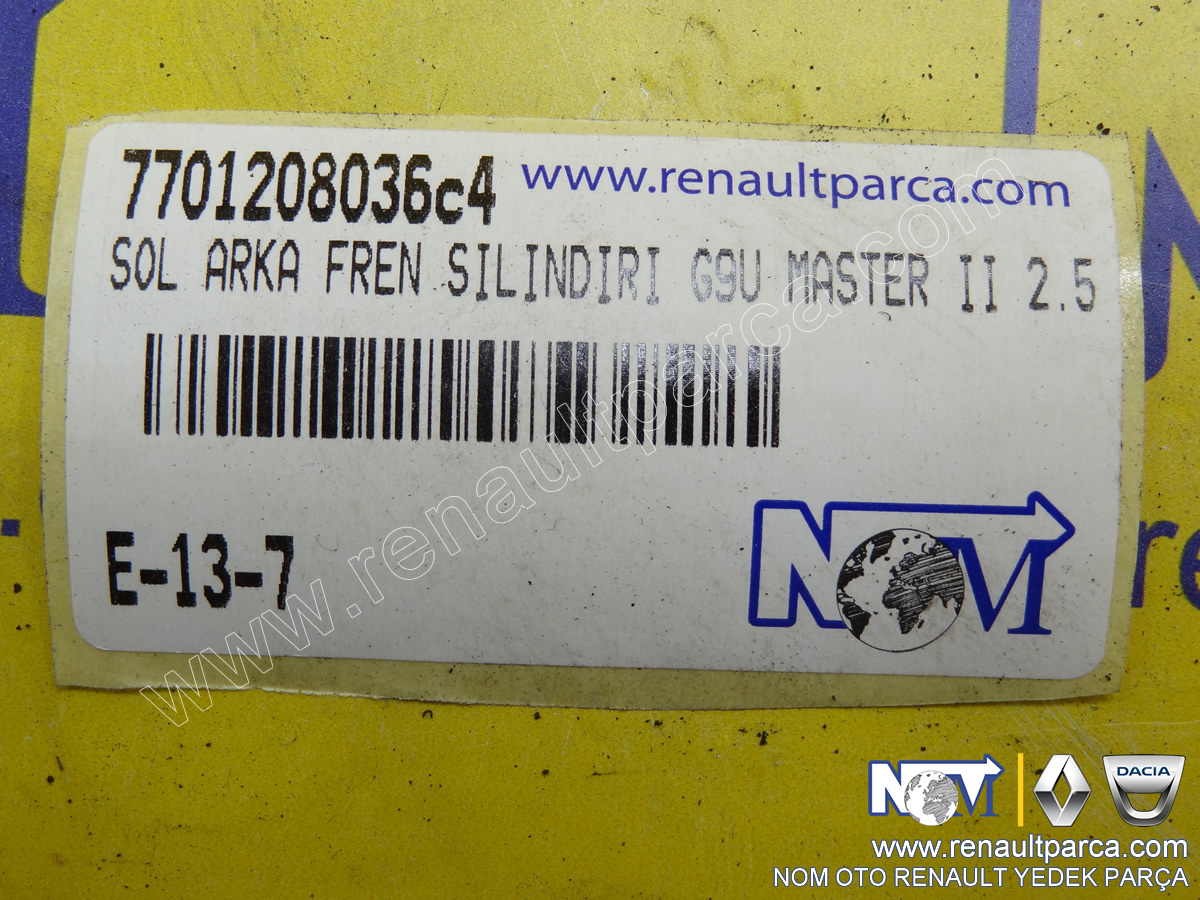 7701208036c4 www.renaultparca.com
SOL ARKA FREN SILINDIRI G9U MASTER II 2.5
E-13-7
NOM
www.renaultparca.com
re
NOM DACIA
www.renaultparca.com
NOM OTO RENAULT YEDEK PARÇA